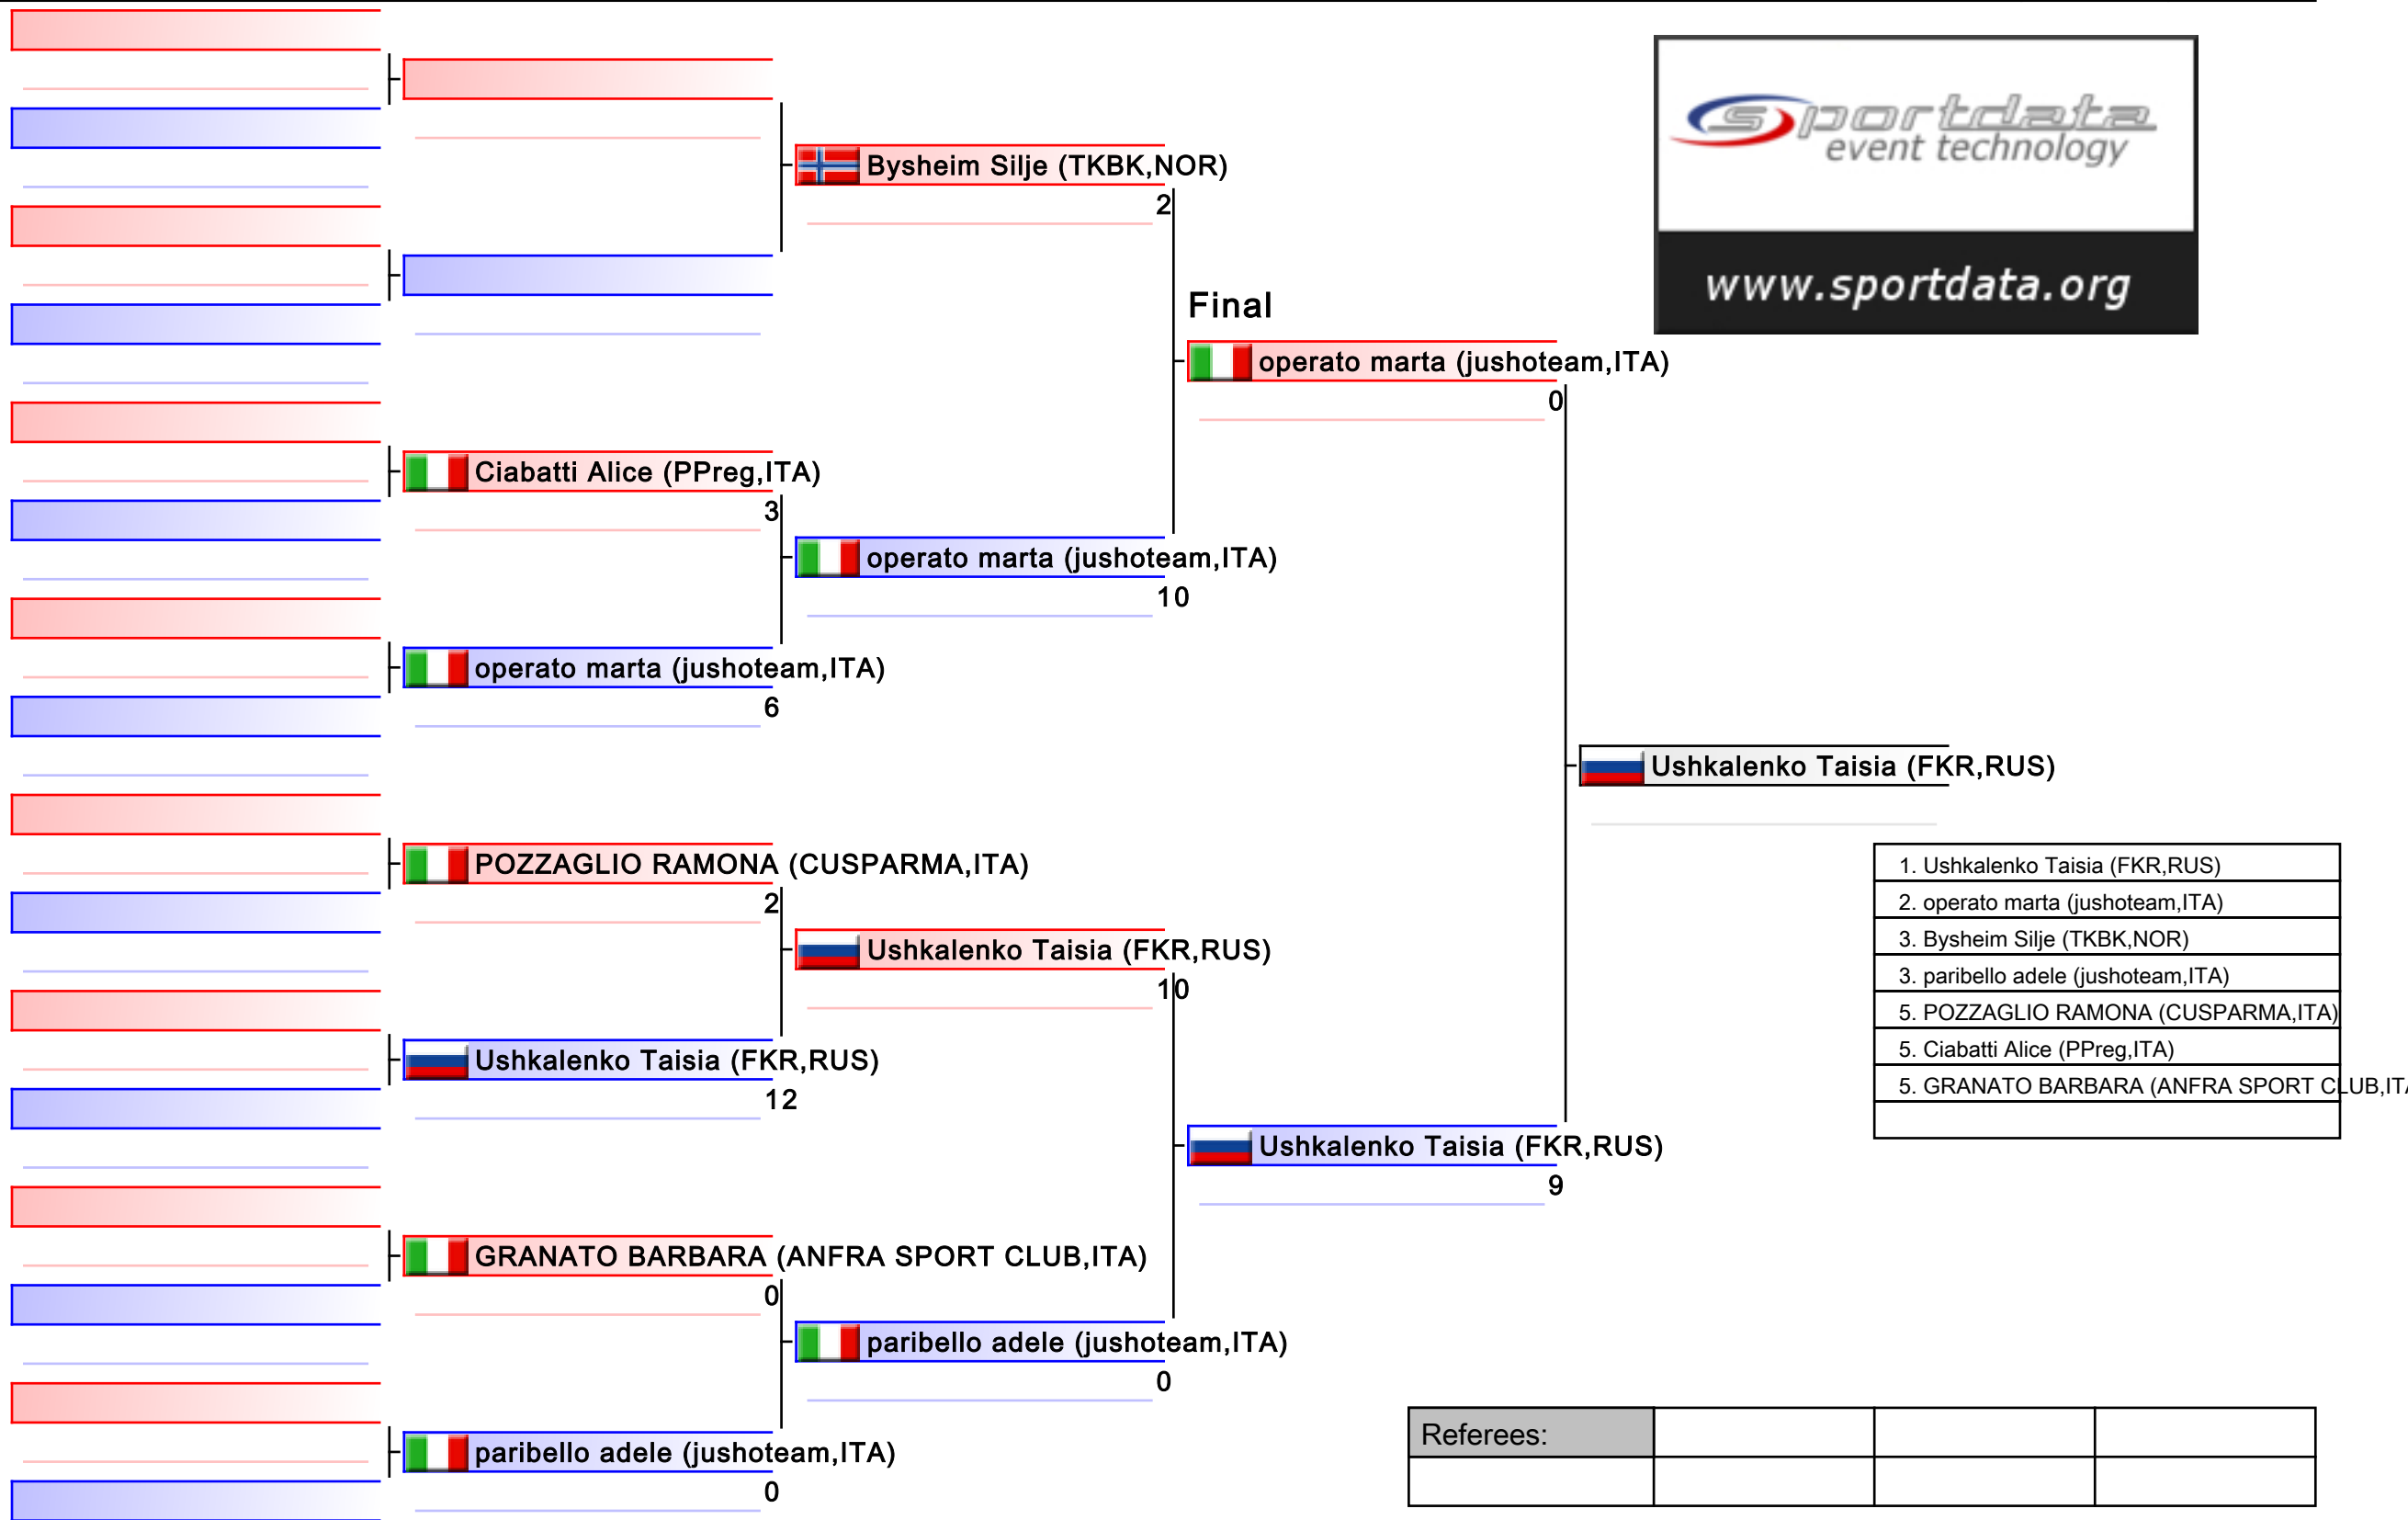 sportdata
event technology
www.sportdata.org
Bysheim Silje (TKBK,NOR)
2
Final
operato marta (jushoteam,ITA)
0
Ciabatti Alice (PPreg,ITA)
3
operato marta (jushoteam,ITA)
10
operato marta (jushoteam,ITA)
6
Ushkalenko Taisia (FKR,RUS)
POZZAGLIO RAMONA (CUSPARMA,ITA)
2
Ushkalenko Taisia (FKR,RUS)
10
Ushkalenko Taisia (FKR,RUS)
12
Ushkalenko Taisia (FKR,RUS)
9
GRANATO BARBARA (ANFRA SPORT CLUB,ITA)
0
paribello adele (jushoteam,ITA)
0
paribello adele (jushoteam,ITA)
0
1. Ushkalenko Taisia (FKR,RUS)
2. operato marta (jushoteam,ITA)
3. Bysheim Silje (TKBK,NOR)
3. paribello adele (jushoteam,ITA)
5. POZZAGLIO RAMONA (CUSPARMA,ITA)
5. Ciabatti Alice (PPreg,ITA)
5. GRANATO BARBARA (ANFRA SPORT CLUB,ITA
Referees: